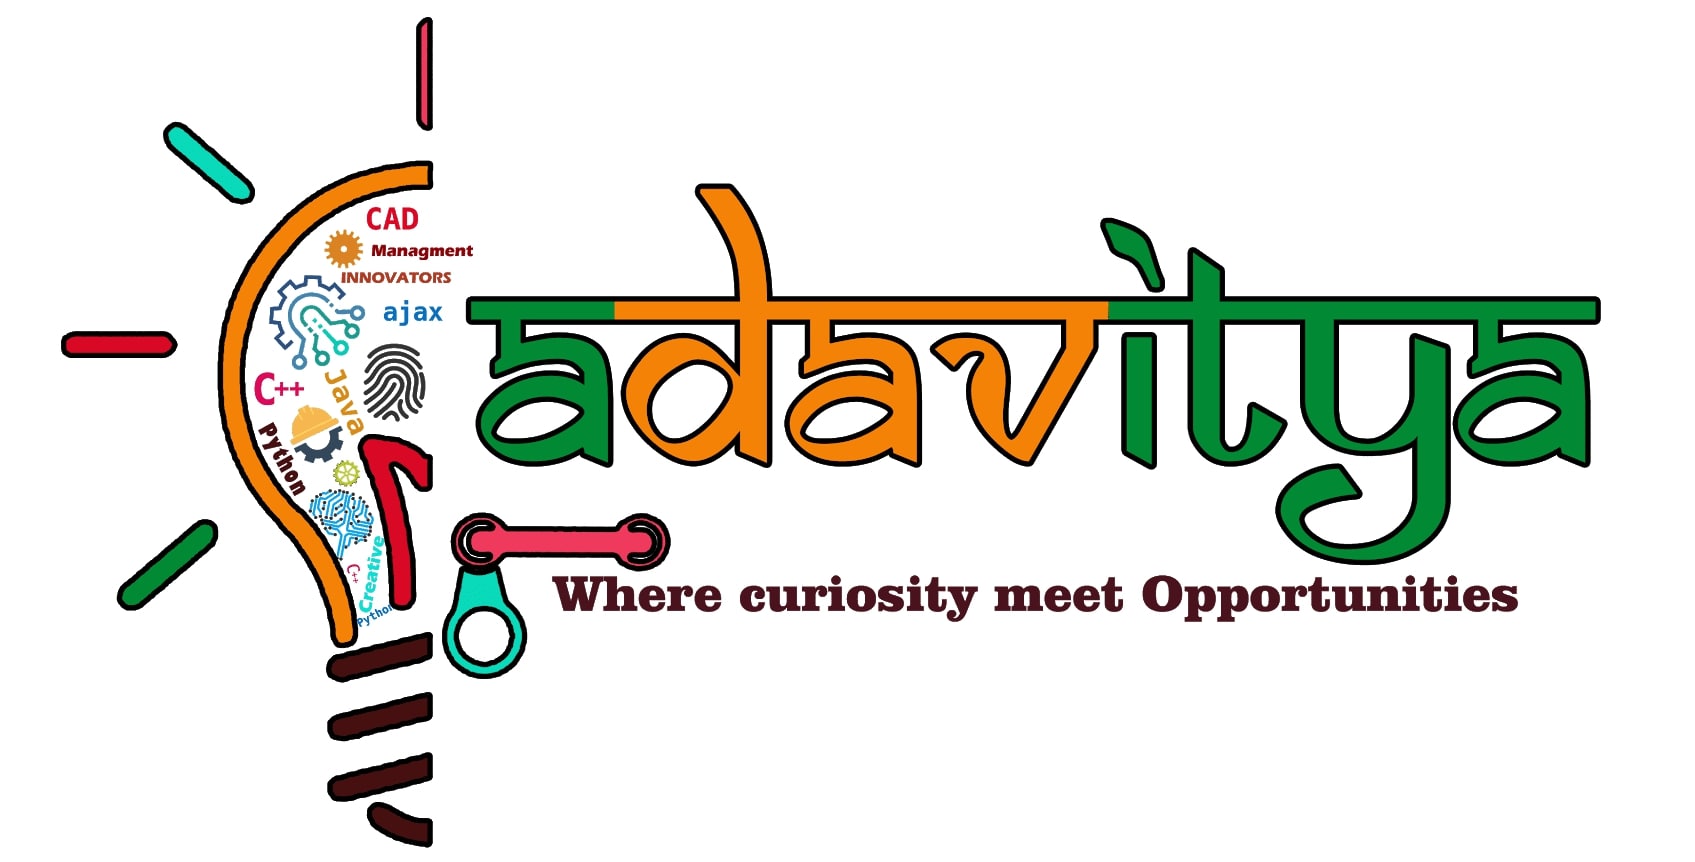 CAD
Managment
INNOVATORS
ajax
C++
Java
Python
C++
Creative
Python
adavitya
Where curiosity meet Opportunities